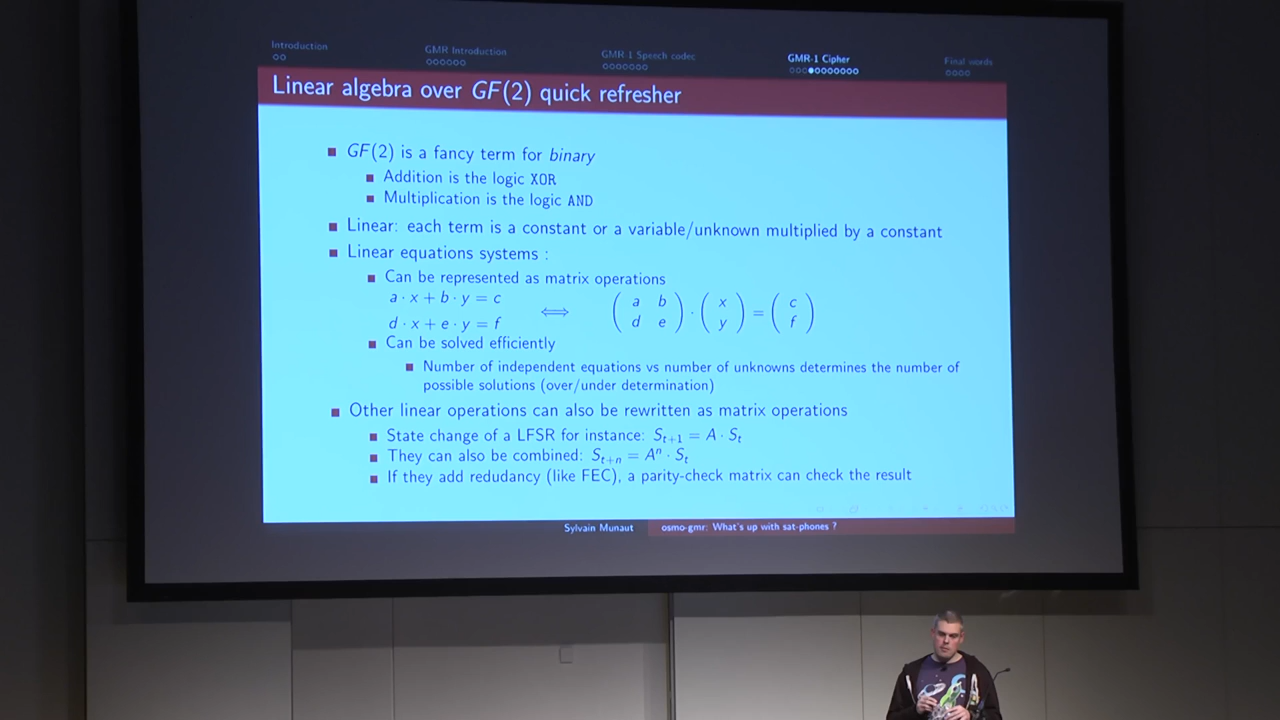 Introduction
GMR Introduction
GMR-1 Speech codec
GMR-1 Cipher
Final words
Linear algebra over GF(2) quick refresher
GF(2) is a fancy term for binary
Addition is the logic XOR
Multiplication is the logic AND
Linear: each term is a constant or a variable/unknown multiplied by a constant
Linear equations systems :
Can be represented as matrix operations
a · x + b · y = c
d · x + e · y = f
⟺
( a b
d e ) · ( x
y ) = ( c
f )
Can be solved efficiently
Number of independent equations vs number of unknowns determines the number of
possible solutions (over/under determination)
Other linear operations can also be rewritten as matrix operations
State change of a LFSR for instance: S_{t+1} = A · S_t
They can also be combined: S_{t+n} = A^n · S_t
If they add redudancy (like FEC), a parity-check matrix can check the result
Sylvain Munaut
osmo-gmr: What's up with sat-phones ?